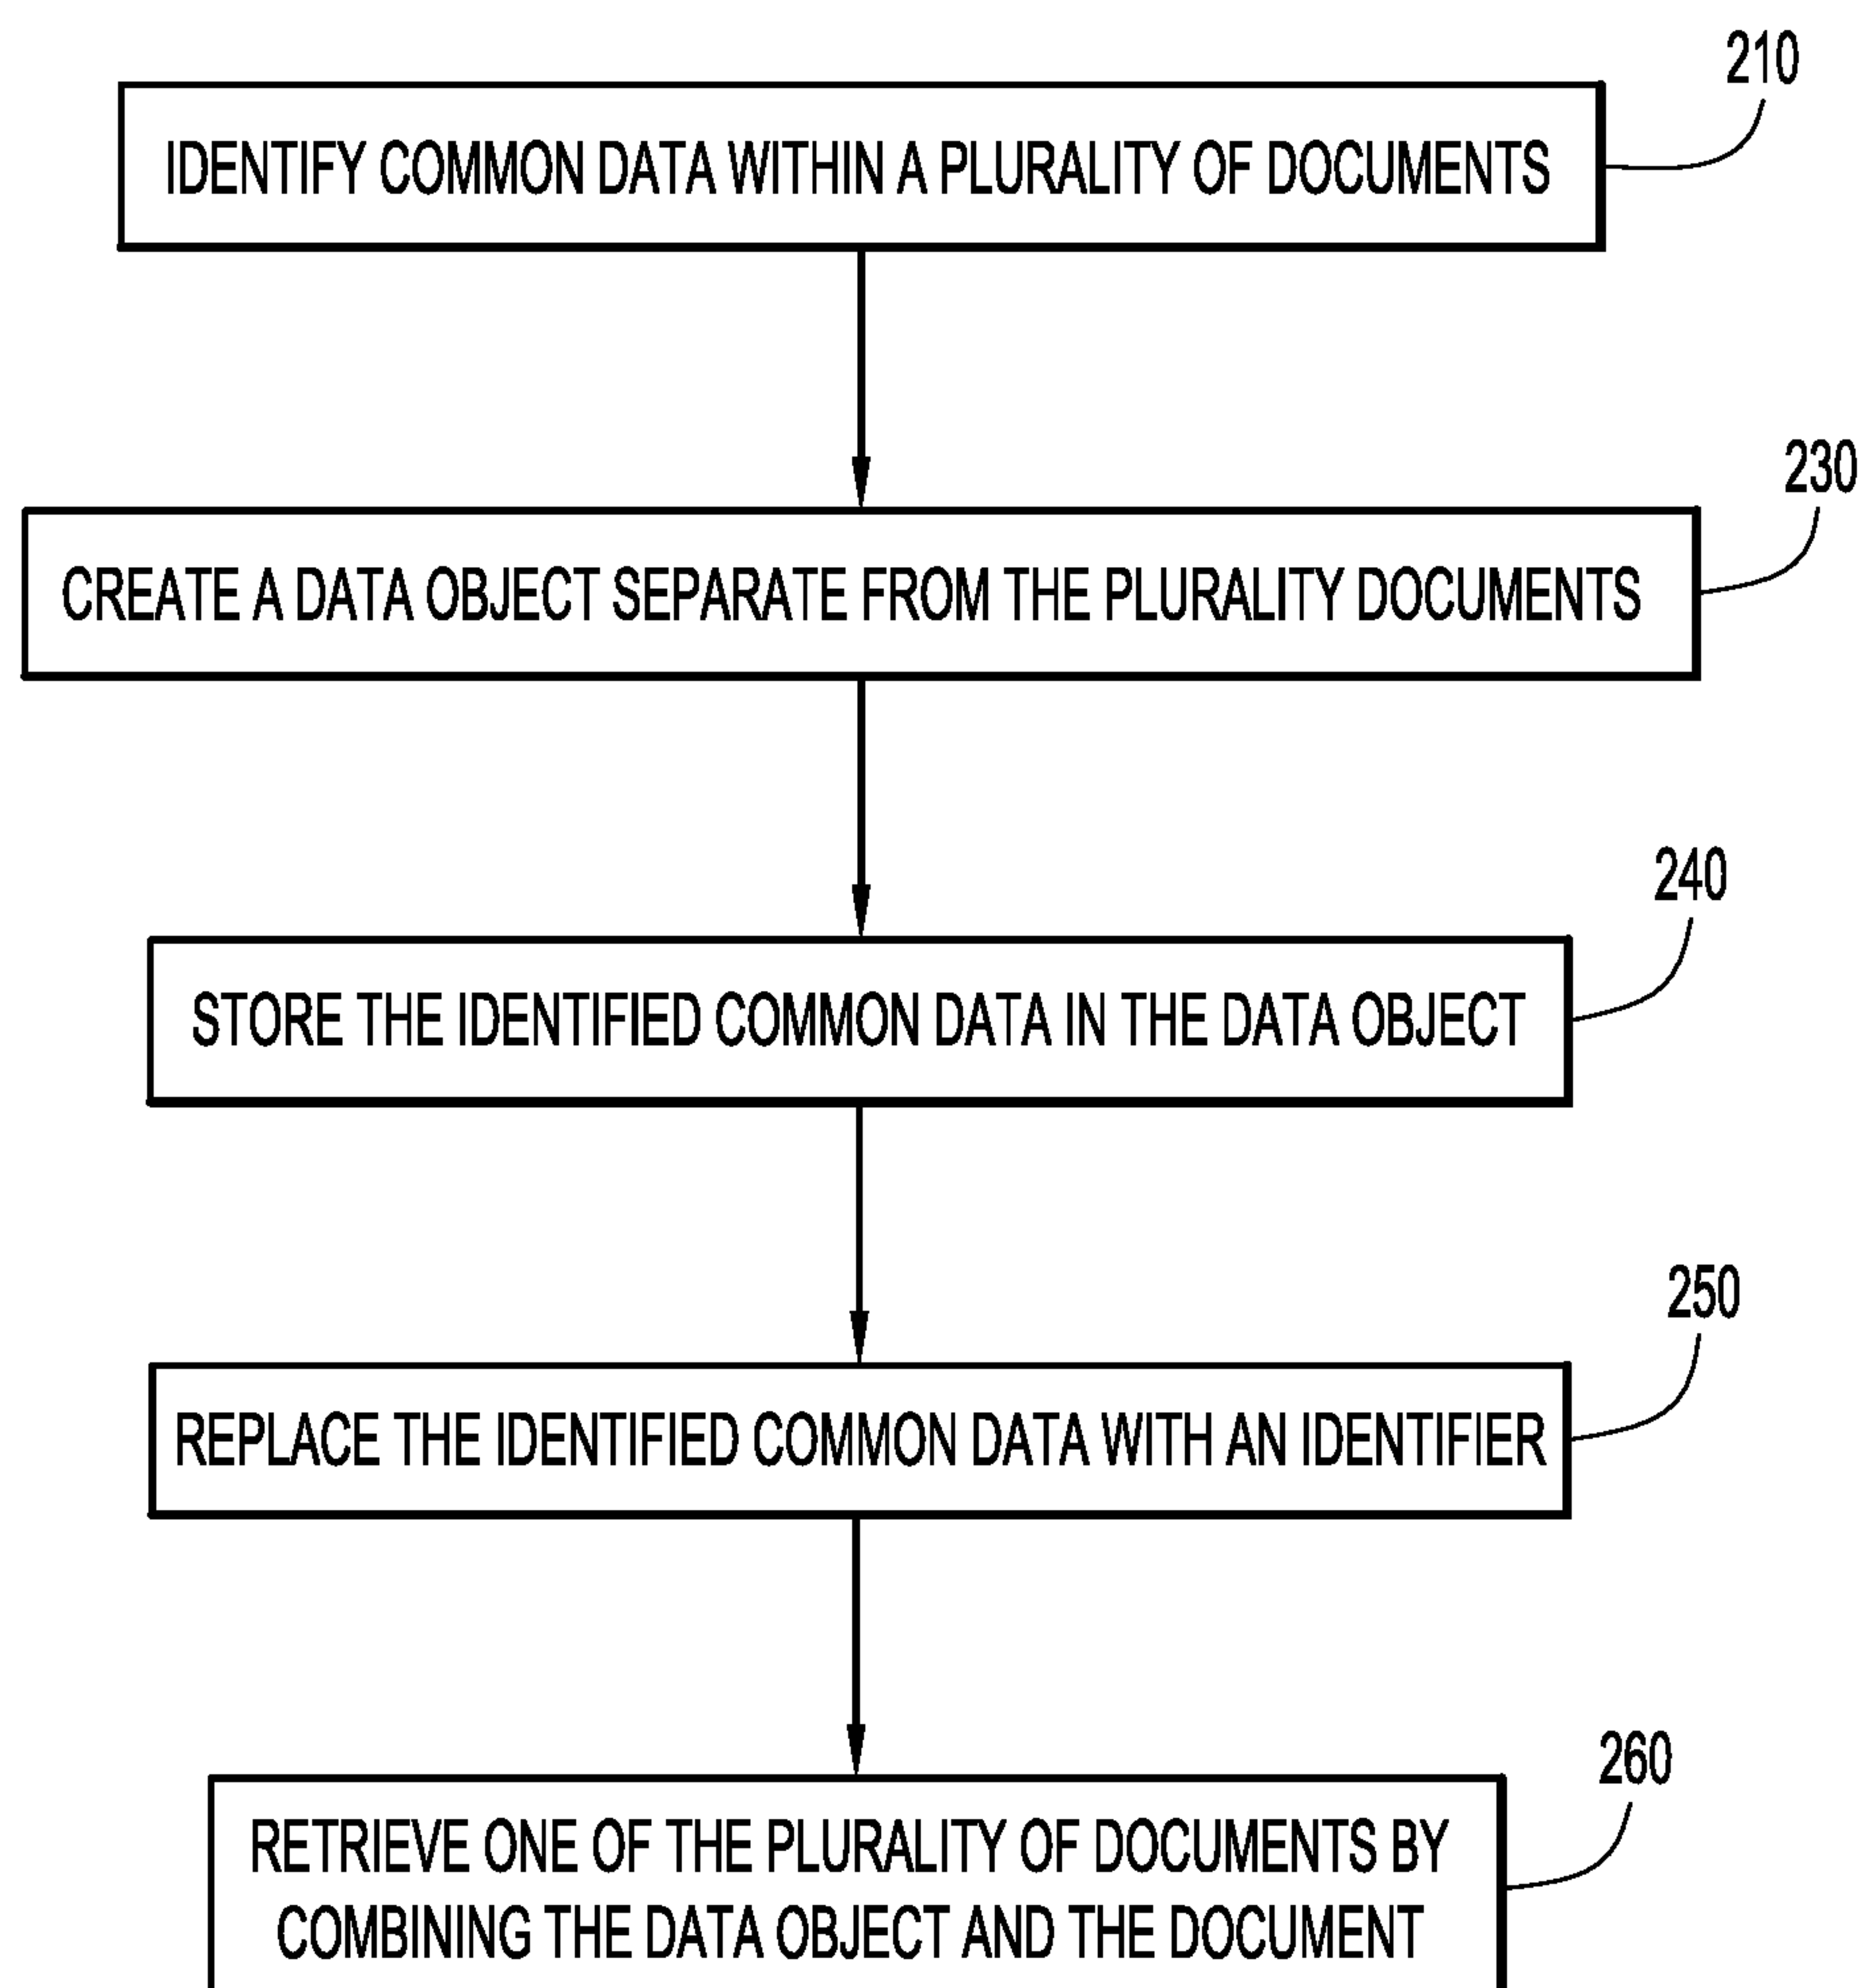 210
IDENTIFY COMMON DATA WITHIN A PLURALITY OF DOCUMENTS
230
CREATE A DATA OBJECT SEPARATE FROM THE PLURALITY DOCUMENTS
240
STORE THE IDENTIFIED COMMON DATA IN THE DATA OBJECT
250
REPLACE THE IDENTIFIED COMMON DATA WITH AN IDENTIFIER
260
RETRIEVE ONE OF THE PLURALITY OF DOCUMENTS BY
COMBINING THE DATA OBJECT AND THE DOCUMENT